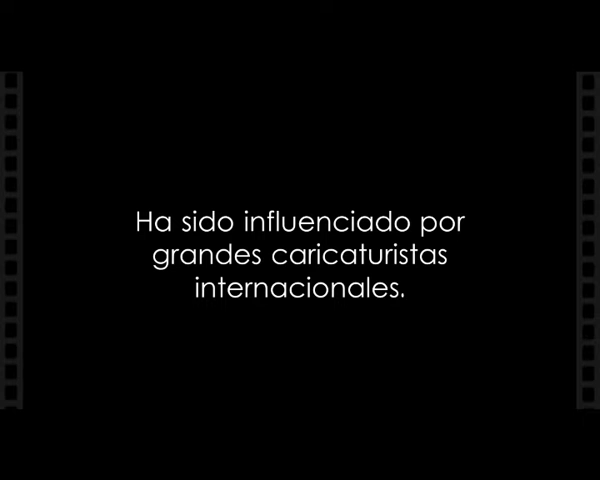 Ha sido influenciado por
grandes caricaturistas
internacionales.